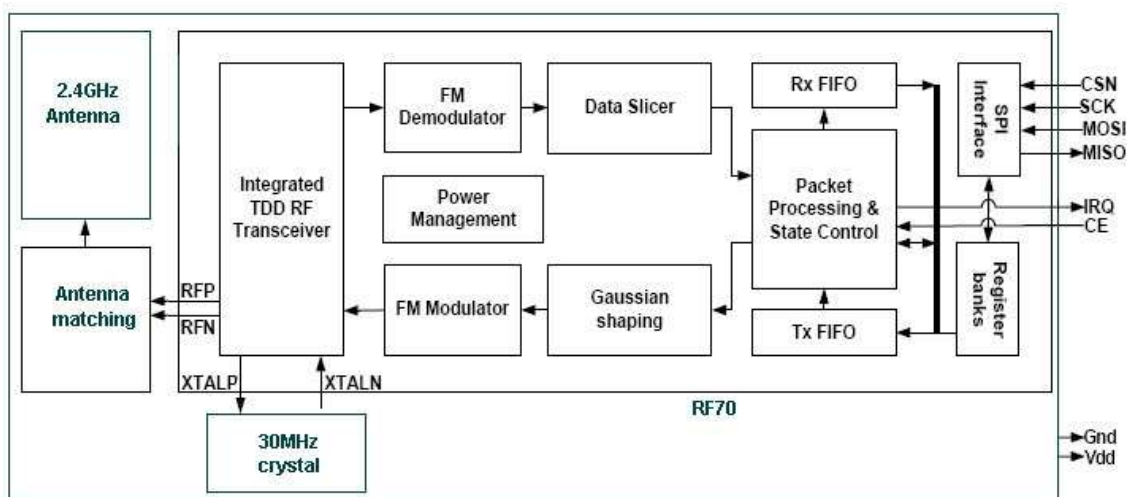 2.4GHz
Antenna
Antenna
matching
RFP
RFN
XTALP
XTALN
30MHz
crystal
Integrated
TDD RF
Transceiver
FM
Demodulator
Data Slicer
Power
Management
FM Modulator
Gaussian
shaping
Rx FIFO
Packet
Processing &
State Control
Tx FIFO
SPI
Interface
Register
banks
CSN
SCK
MOSI
MISO
IRQ
CE
RF70
Gnd
Vdd